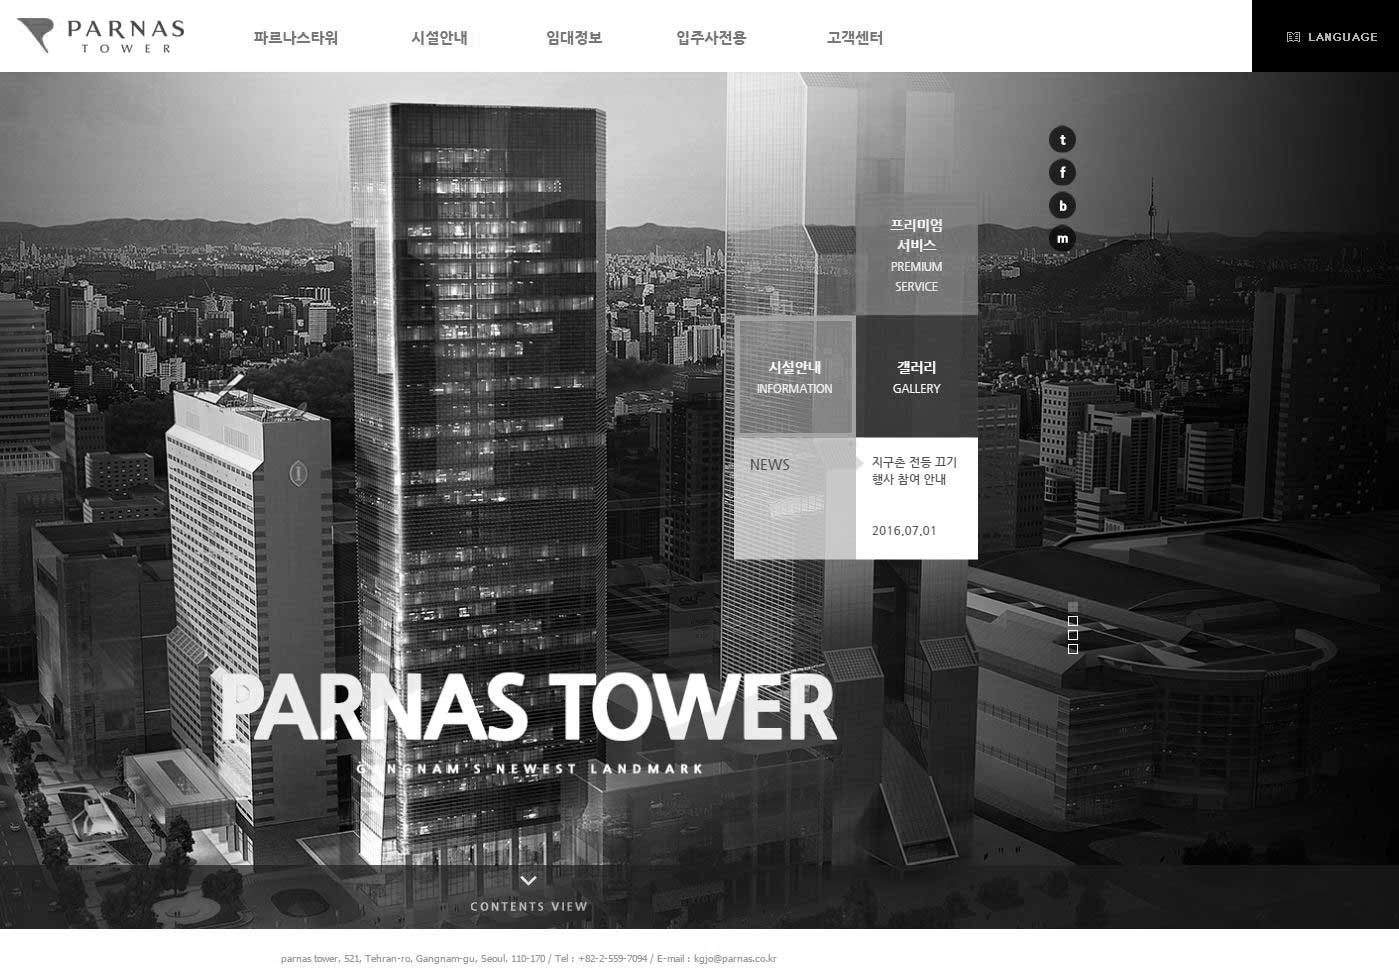 PARNAS
TOWER
파르나스타워
시설안내
임대정보
입주사전용
고객센터
LANGUAGE
t
f
b
m
프리미엄
서비스
PREMIUM
SERVICE
시설안내
INFORMATION
갤러리
GALLERY
NEWS
지구촌 전등 끄기
행사 참여 안내
2016.07.01
PARNAS TOWER
GANGNAM'S NEWEST LANDMARK
CONTENTS VIEW
parnas tower, 521, Tehran-ro, Gangnam-gu, Seoul, 110-170 / Tel : +82-2-559-7094 / E-mail : kgjo@parnas.co.kr